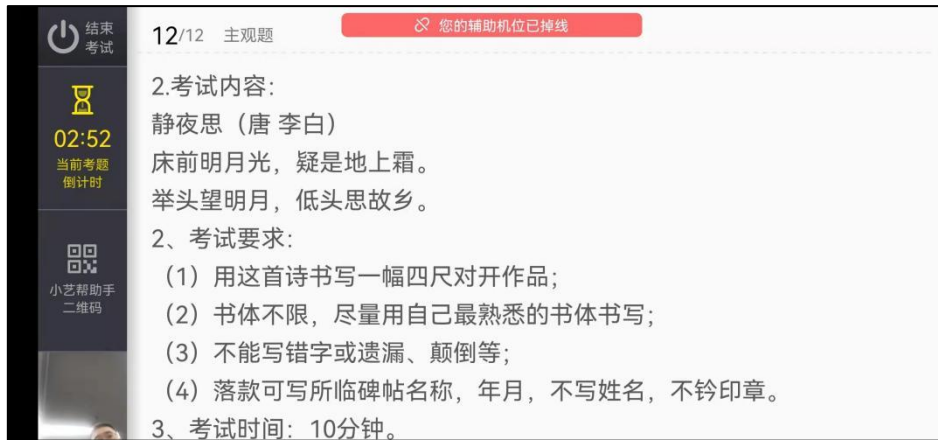 结束
考试
12/12 主观题
您的辅助机位已掉线
02:52
当前考题
倒计时
小艺帮助手
二维码
2.考试内容：
静夜思（唐 李白）
床前明月光，疑是地上霜。
举头望明月，低头思故乡。
2、考试要求：
（1）用这首诗书写一幅四尺对开作品；
（2）书体不限，尽量用自己最熟悉的书体书写；
（3）不能写错字或遗漏、颠倒等；
（4）落款可写所临碑帖名称，年月，不写姓名，不钤印章。
3、考试时间：10分钟。